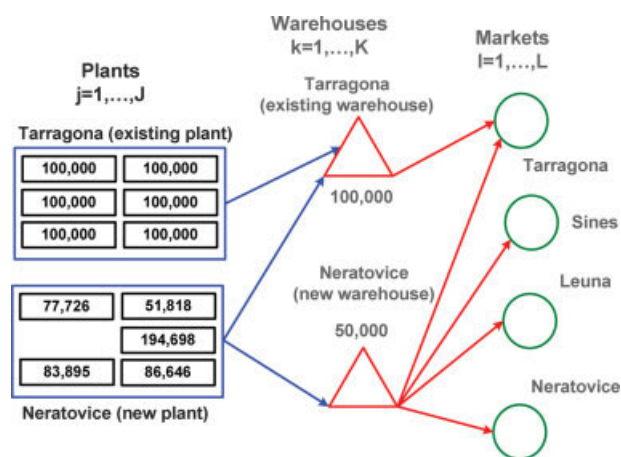 Plants
j=1,...,J
Tarragona (existing plant)
100,000 100,000
100,000 100,000
100,000 100,000
77,726 51,818
194,698
83,895 86,646
Neratovice (new plant)
Warehouses
k=1,...,K
Tarragona
(existing warehouse)
100,000
Neratovice
(new warehouse)
50,000
Markets
l=1,...,L
Tarragona
Sines
Leuna
Neratovice